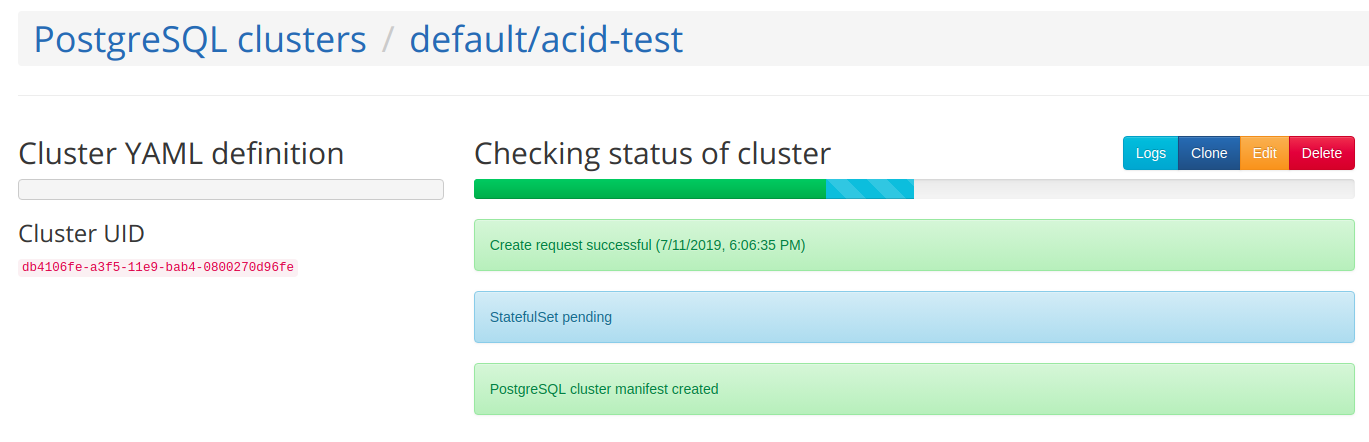 PostgreSQL clusters / default/acid-test
Cluster YAML definition
Cluster UID
db4106fe-a3f5-11e9-bab4-0800270d96fe
Checking status of cluster
Logs Clone Edit Delete
Create request successful (7/11/2019, 6:06:35 PM)
StatefulSet pending
PostgreSQL cluster manifest created